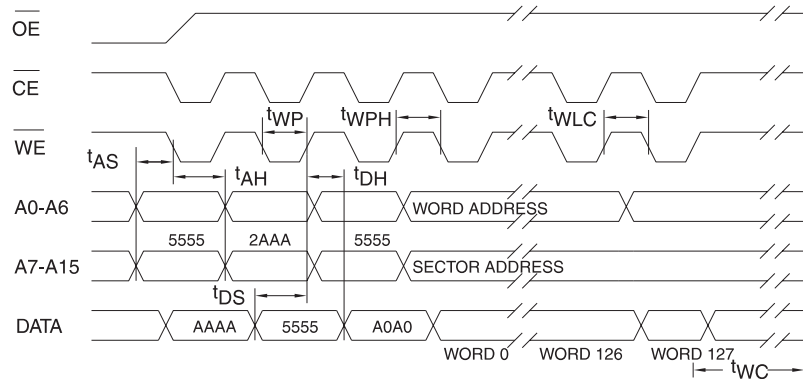 OE
CE
tWP tWPH tWLC
WE
tAS
tAH tDH
A0-A6 WORD ADDRESS
5555 2AAA 5555
A7-A15 SECTOR ADDRESS
tDS
DATA AAAA 5555 A0A0
WORD 0 WORD 126 WORD 127
tWC